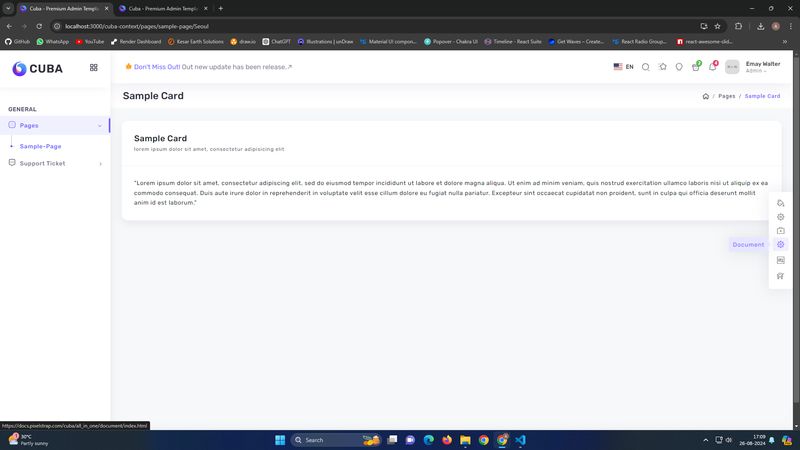 Cuba - Premium Admin Templa
Cuba - Premium Admin Templa
localhost:3000/cuba-context/pages/sample-page/Seoul
GitHub WhatsApp YouTube Render Dashboard Kesar Earth Solutions draw.io ChatGPT Illustrations | unDraw Material UI compon... Popover - Chakra UI Timeline - React Suite Get Waves – Create... React Radio Group... react-awesome-slid...
CUBA
Don't Miss Out! Out new update has been release.
EN
Emay Walter
Admin
Sample Card
/ Pages / Sample Card
GENERAL
Pages
Sample-Page
Support Ticket
Sample Card
lorem ipsum dolor sit amet, consectetur adipisicing elit
"Lorem ipsum dolor sit amet, consectetur adipiscing elit, sed do eiusmod tempor incididunt ut labore et dolore magna aliqua. Ut enim ad minim veniam, quis nostrud exercitation ullamco laboris nisi ut aliquip ex ea
commodo consequat. Duis aute irure dolor in reprehenderit in voluptate velit esse cillum dolore eu fugiat nulla pariatur. Excepteur sint occaecat cupidatat non proident, sunt in culpa qui officia deserunt mollit
anim id est laborum."
Document
https://docs.pixelstrap.com/cuba/all_in_one/document/index.html
30°C
Partly sunny
Search
17:09
26-08-2024